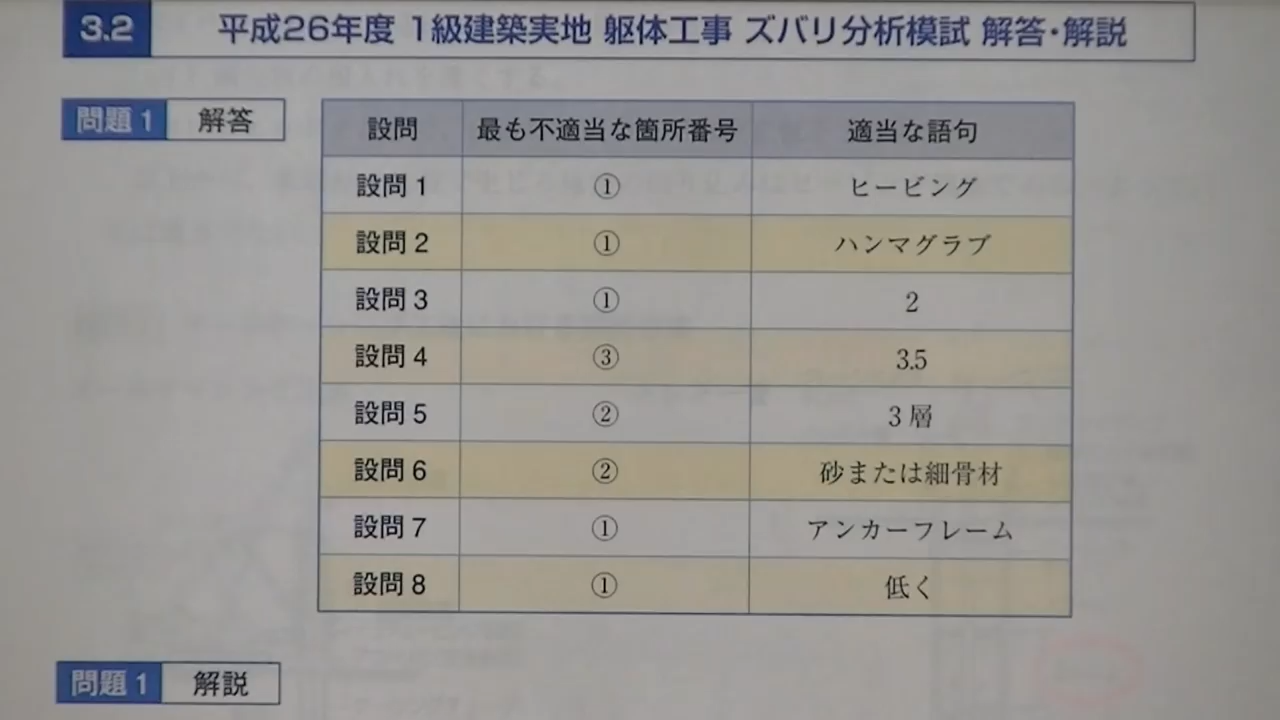 3.2 平成26年度 1級建築実地 躯体工事 ズバリ分析模試 解答・解説
問題1 解答
設問 最も不適当な箇所番号 適当な語句
設問1 ① ヒービング
設問2 ① ハンマグラブ
設問3 ① 2
設問4 ③ 3.5
設問5 ② 3層
設問6 ② 砂または細骨材
設問7 ① アンカーフレーム
設問8 ① 低く
問題1 解説